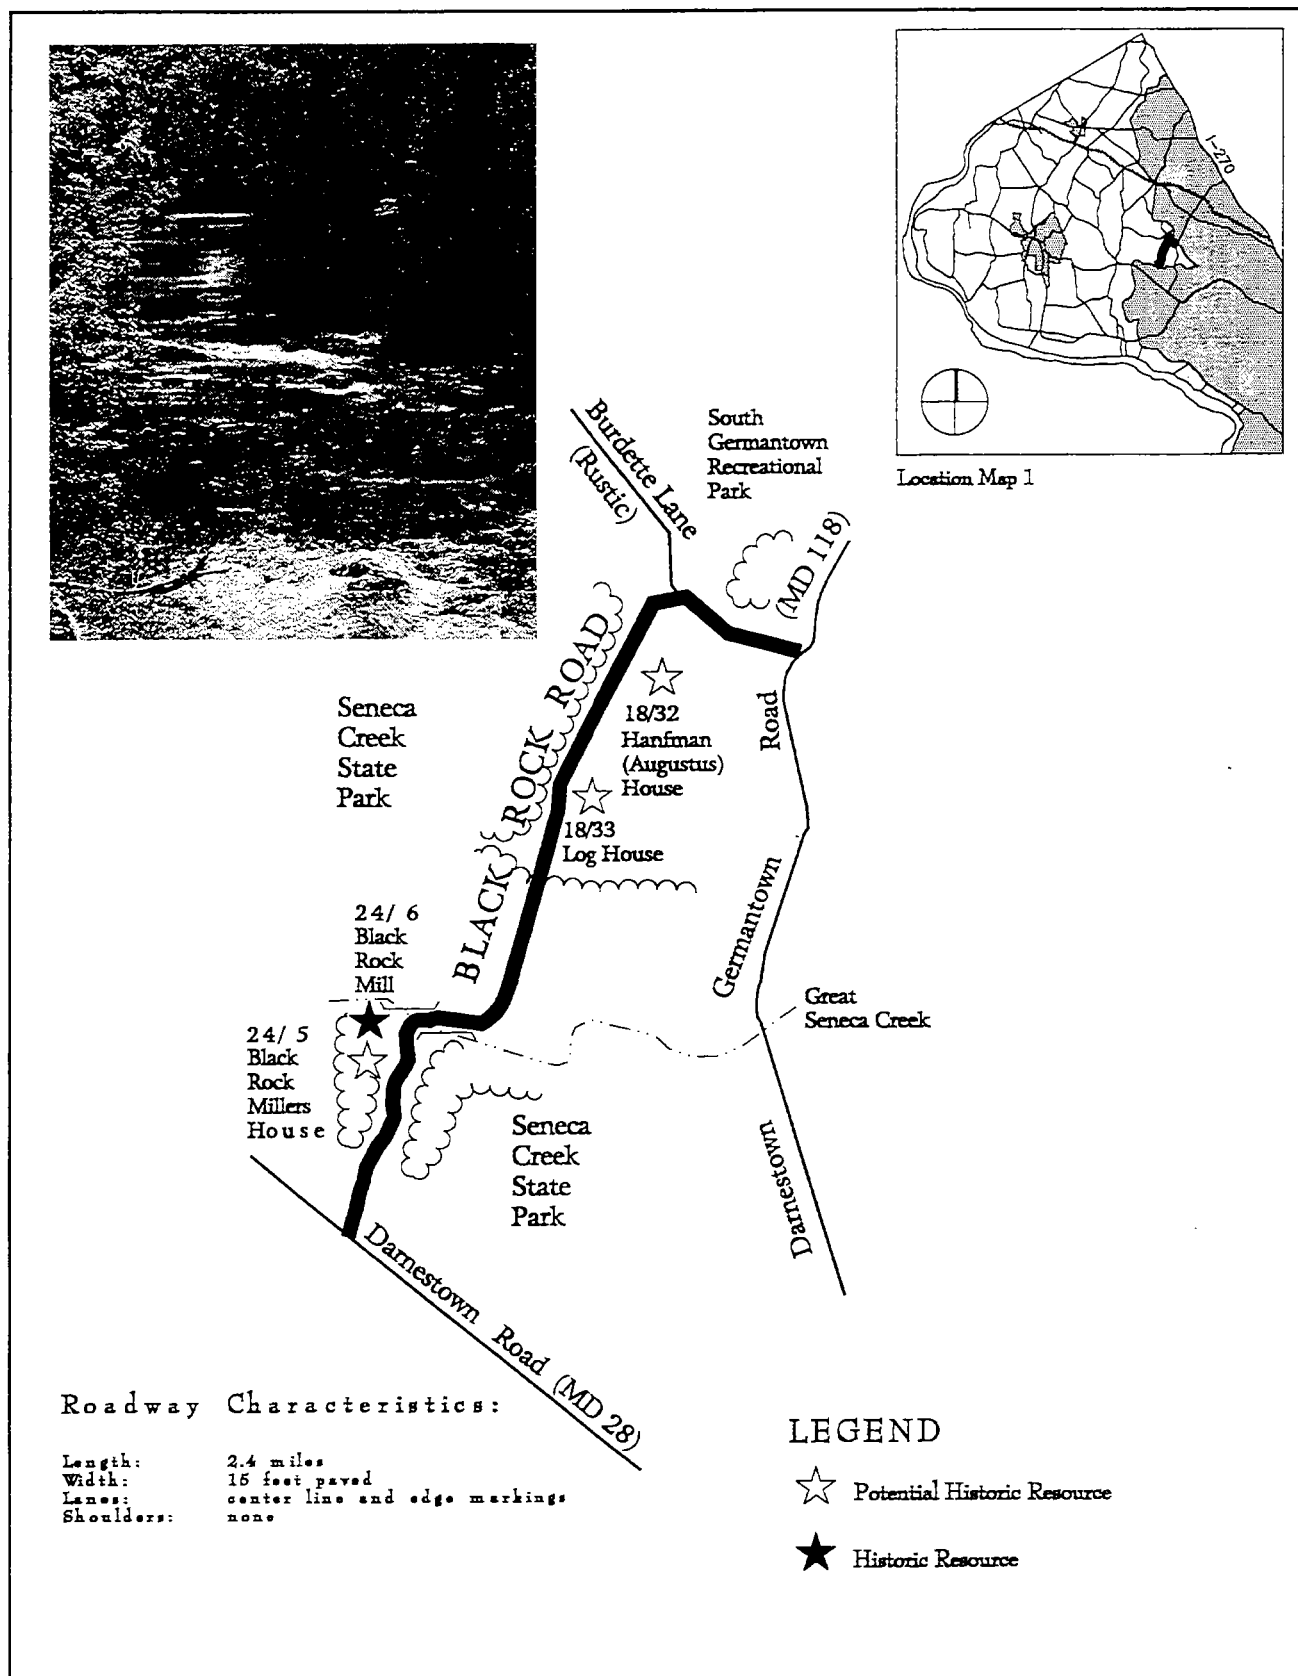 I-270
Location Map 1
Burdette Lane
(Rustic)
South
Germantown
Recreational
Park
(MD 118)
BLACK ROCK ROAD
Seneca
Creek
State
Park
18/32
Hanfman
(Augustus)
House
Road
18/33
Log House
Germantown
24/ 6
Black
Rock
Mill
Great
Seneca Creek
24/ 5
Black
Rock
Millers
House
Seneca
Creek
State
Park
Darnestown
Darnestown Road (MD 28)
Roadway Characteristics:
Length: 2.4 miles
Width: 15 feet paved
Lanes: center line and edge markings
Shoulders: none
LEGEND
Potential Historic Resource
Historic Resource